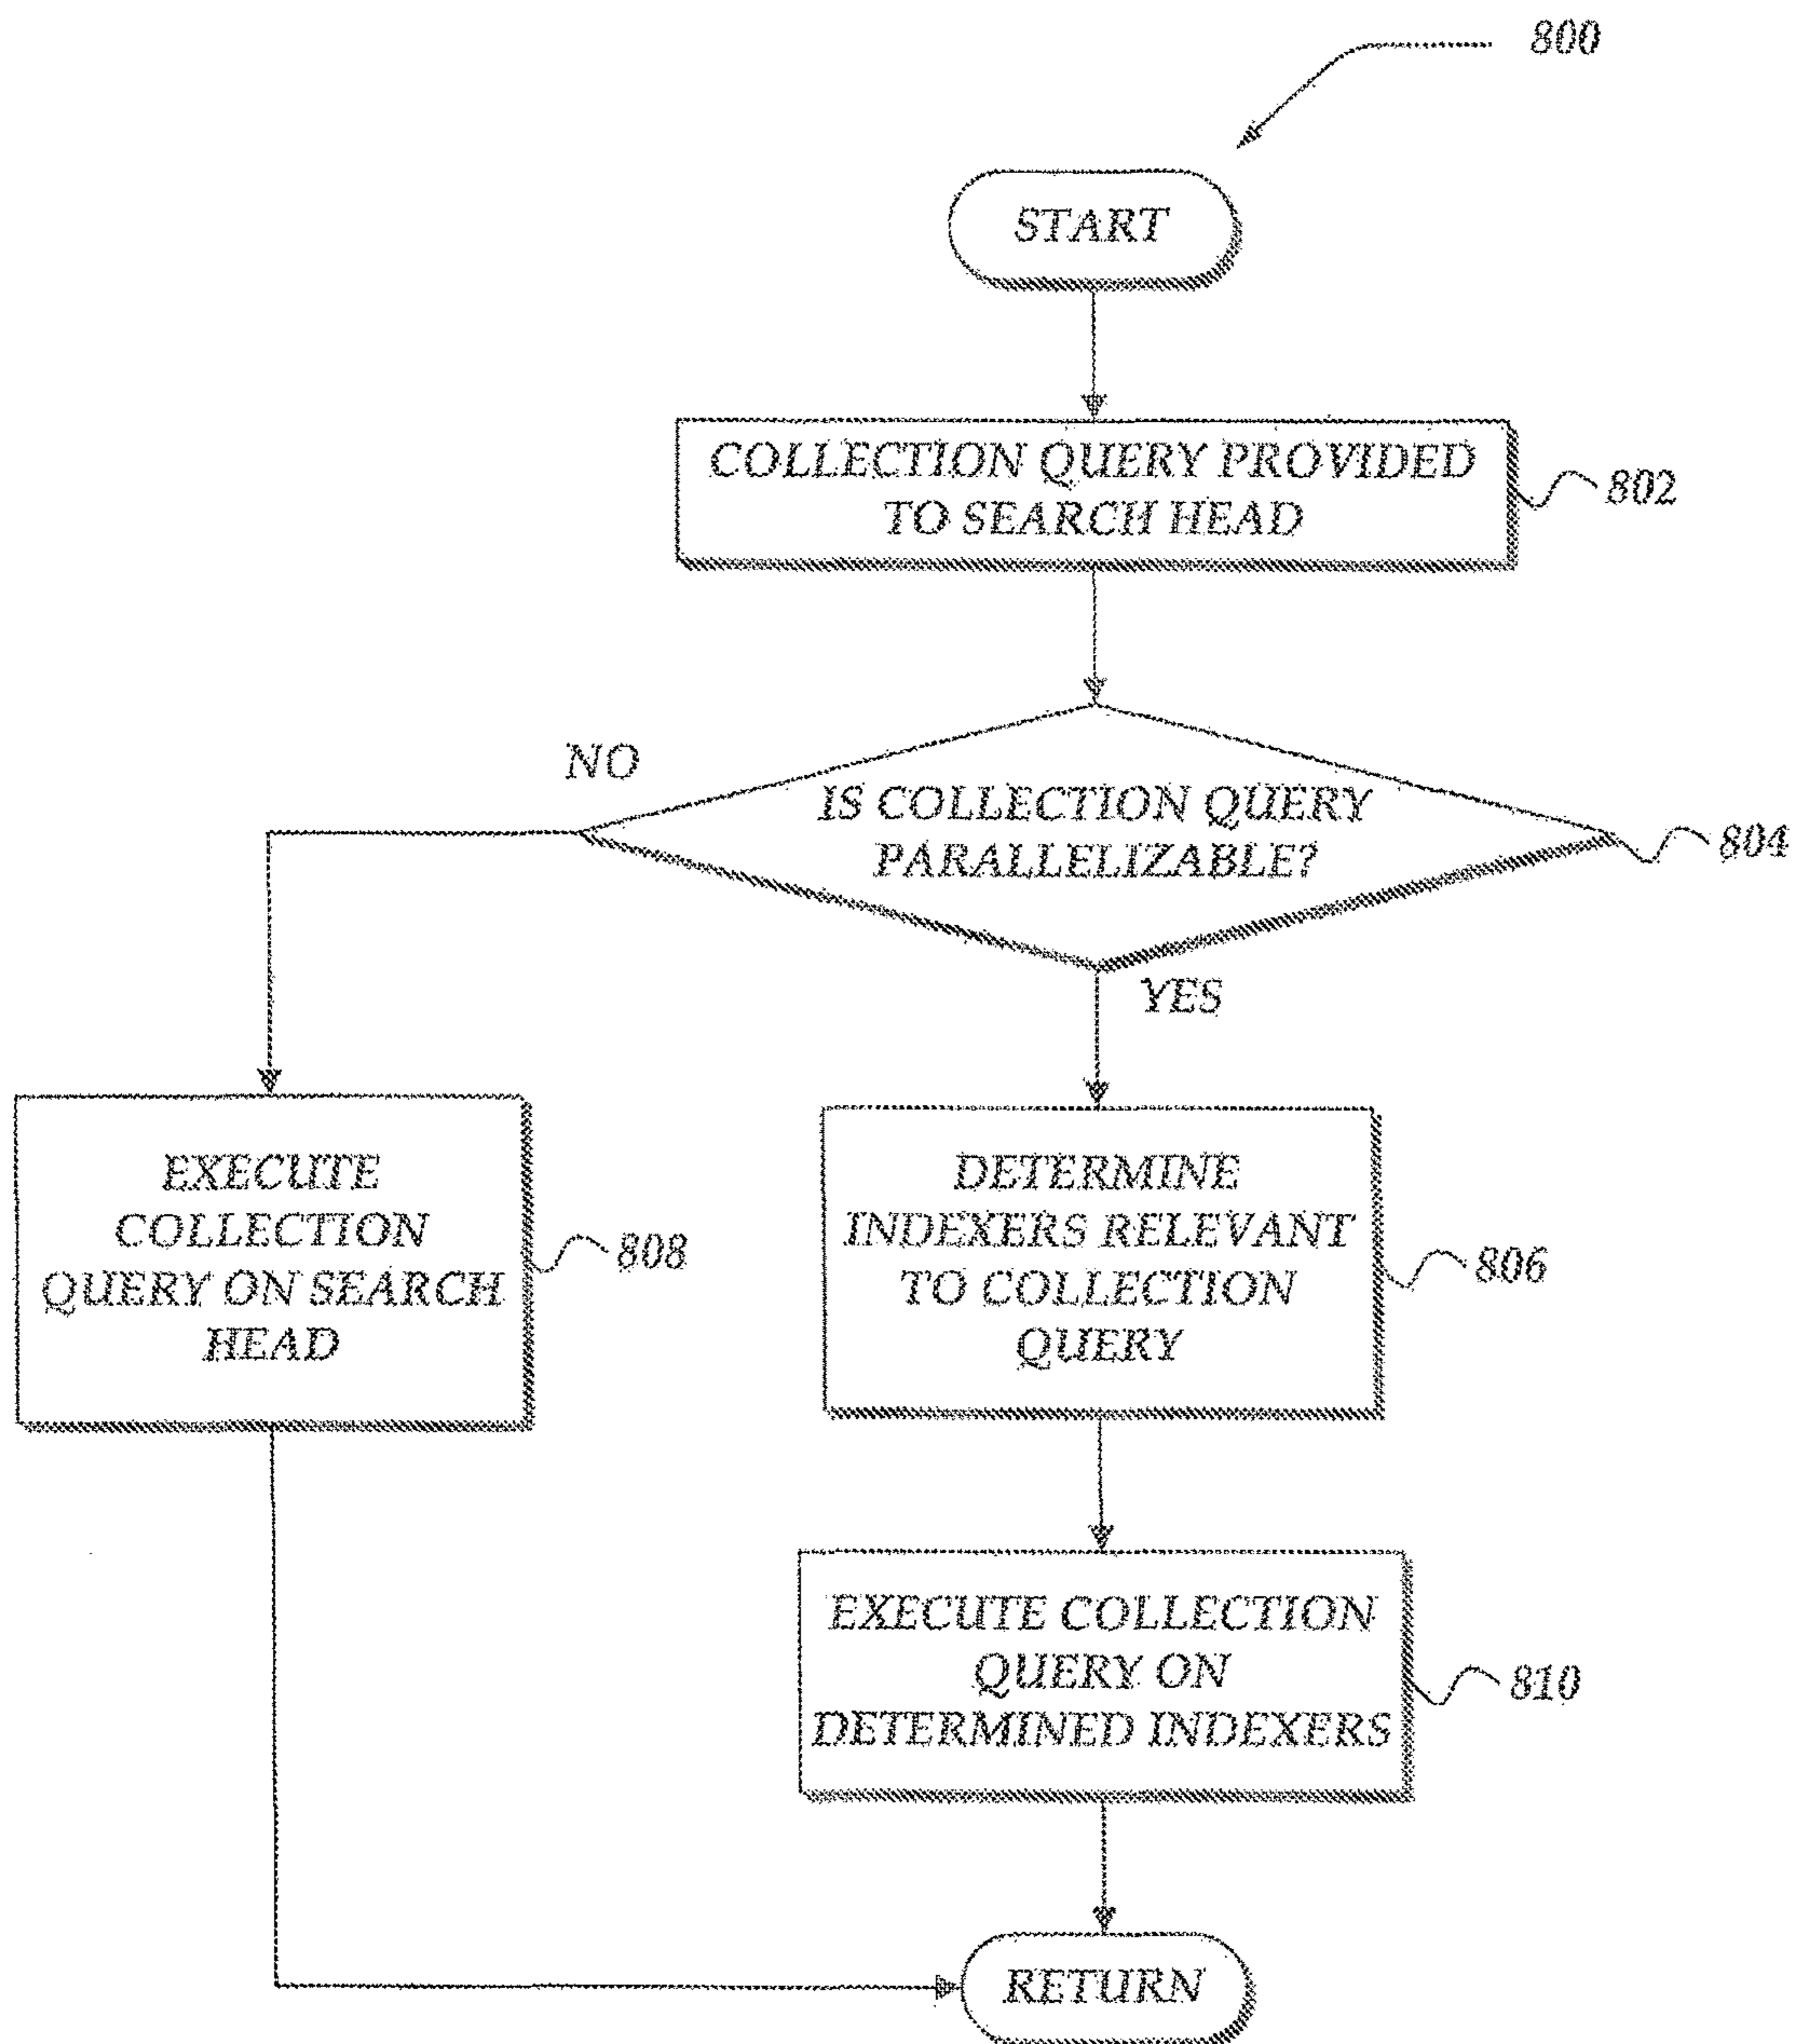 800
START
COLLECTION QUERY PROVIDED
TO SEARCH HEAD
802
NO
IS COLLECTION QUERY
PARALLELIZABLE?
804
YES
EXECUTE
COLLECTION
QUERY ON SEARCH
HEAD
808
DETERMINE
INDEXERS RELEVANT
TO COLLECTION
QUERY
806
EXECUTE COLLECTION
QUERY ON
DETERMINED INDEXERS
810
RETURN